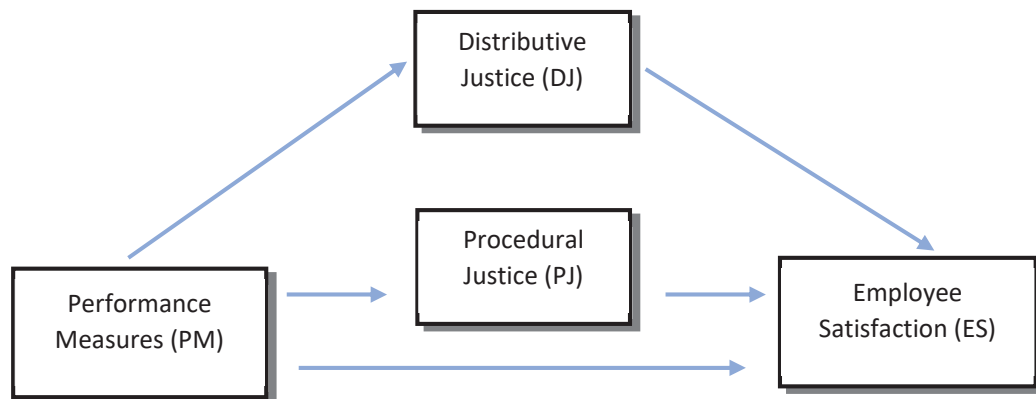 Distributive
Justice (DJ)
Procedural
Justice (PJ)
Performance
Measures (PM)
Employee
Satisfaction (ES)